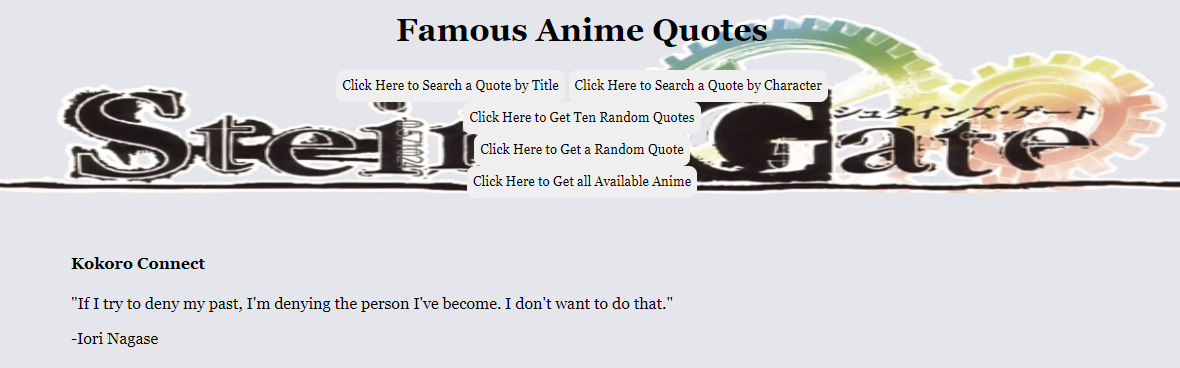 Famous Anime Quotes
Click Here to Search a Quote by Title Click Here to Search a Quote by Character
Click Here to Get Ten Random Quotes
Click Here to Get a Random Quote
Click Here to Get all Available Anime
Stein Gate
シュタインズ・ゲート
Kokoro Connect
"If I try to deny my past, I'm denying the person I've become. I don't want to do that."
-Iori Nagase